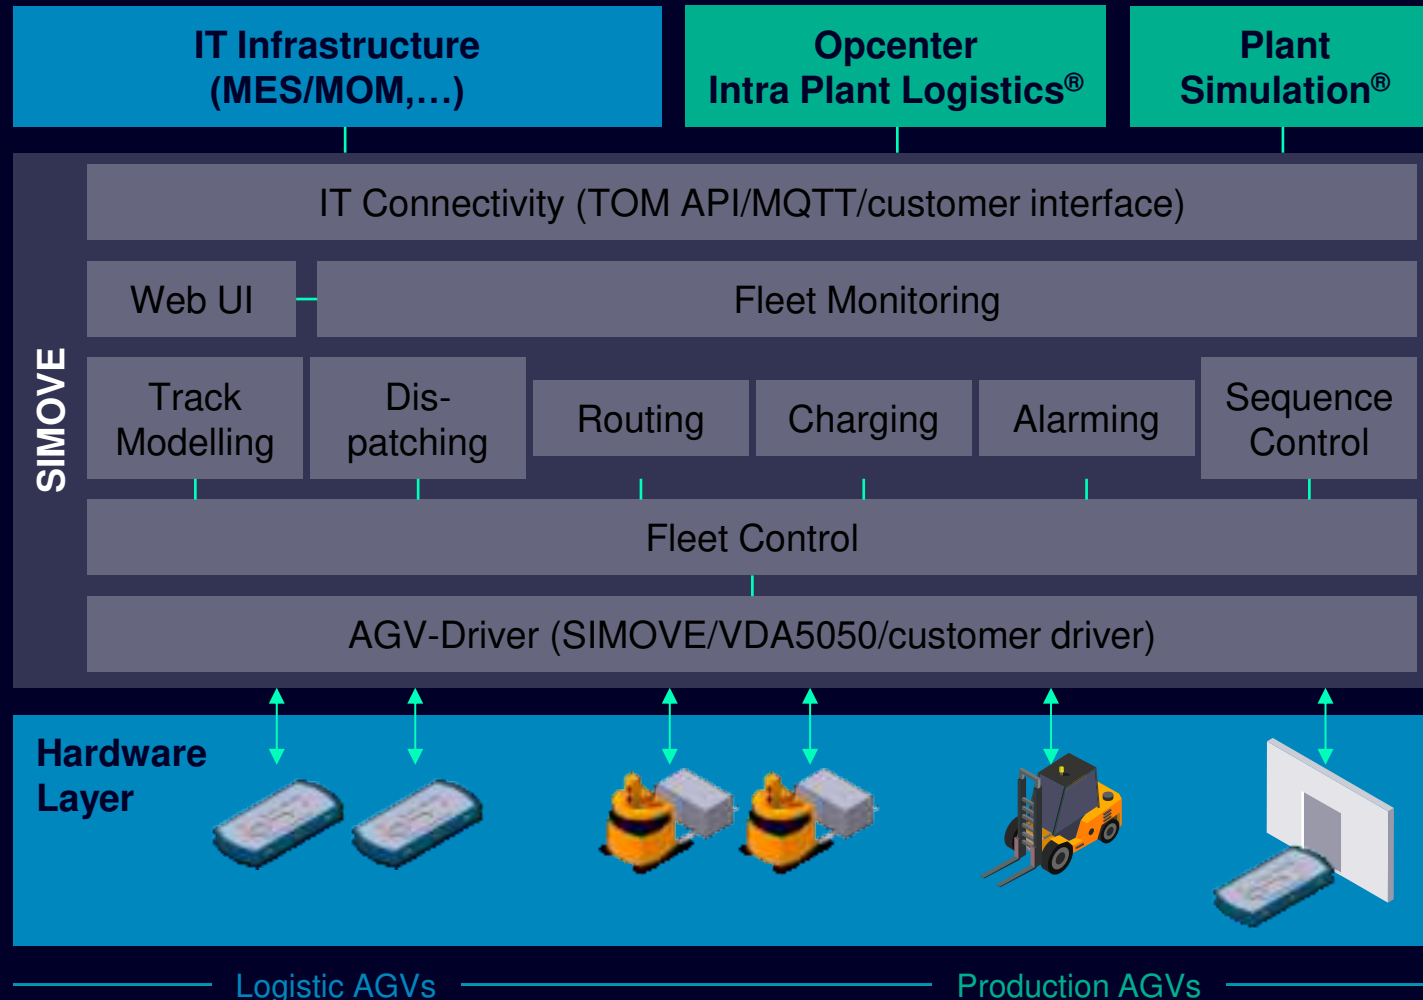 IT Infrastructure
(MES/MOM,...)
Opcenter
Intra Plant Logistics®
Plant
Simulation®
SIMOVE
IT Connectivity (TOM API/MQTT/customer interface)
Web UI
Fleet Monitoring
Track
Modelling
Dis-
patching
Routing
Charging
Alarming
Sequence
Control
Fleet Control
AGV-Driver (SIMOVE/VDA5050/customer driver)
Hardware
Layer
Logistic AGVs
Production AGVs